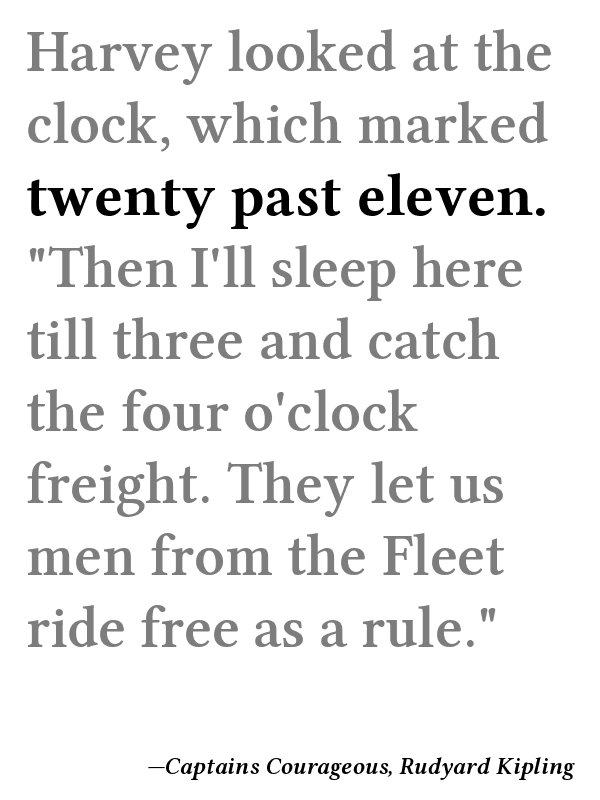 Harvey looked at the
clock, which marked
twenty past eleven.
"Then I'll sleep here
till three and catch
the four o'clock
freight. They let us
men from the Fleet
ride free as a rule."
—Captains Courageous, Rudyard Kipling